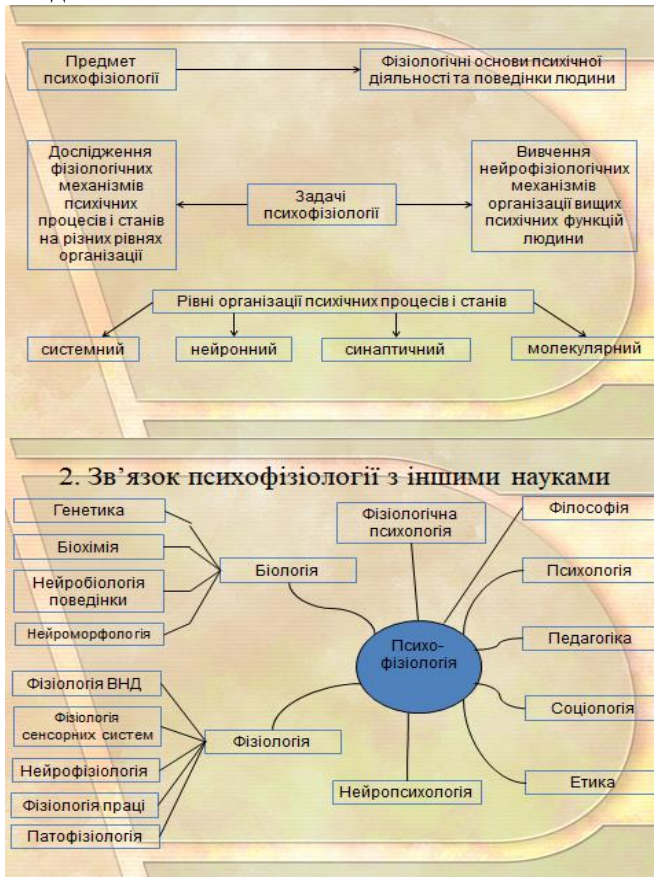 Предмет
психофізіології
Фізіологічні основи психічної
діяльності та поведінки людини
Дослідження
фізіологічних
механізмів
психічних
процесів і станів
на різних рівнях
організації
Задачі
психофізіології
Вивчення
нейрофізіологічних
механізмів
організації вищих
психічних функцій
людини
Рівні організації психічних процесів і станів
системний
нейронний
синаптичний
молекулярний
2. Зв’язок психофізіології з іншими науками
Генетика
Біохімія
Нейробіологія
поведінки
Нейроморфологія
Біологія
Фізіологічна
психологія
Філософія
Психологія
Педагогіка
Соціологія
Етика
Психо-
фізіологія
Фізіологія ВНД
Фізіологія
сенсорних систем
Нейрофізіологія
Фізіологія праці
Патофізіологія
Фізіологія
Нейропсихологія